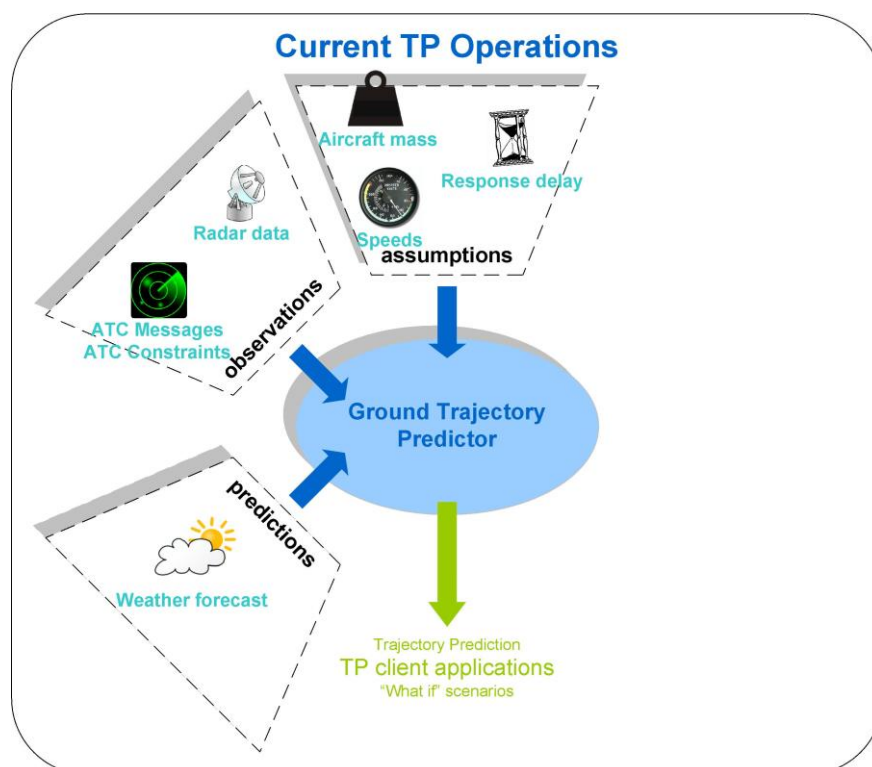 Current TP Operations
Aircraft mass
Response delay
Speeds
assumptions
Radar data
ATC Messages
ATC Constraints
observations
Ground Trajectory
Predictor
predictions
Weather forecast
Trajectory Prediction
TP client applications
"What if" scenarios